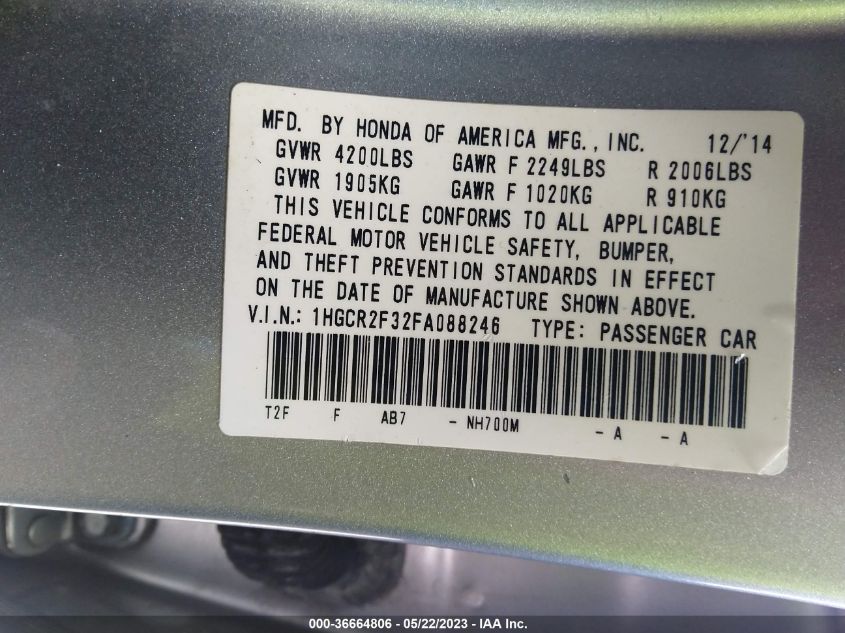 MFD. BY HONDA OF AMERICA MFG., INC. 12/'14
GVWR 4200LBS GAWR F 2249LBS R 2006LBS
GVWR 1905KG GAWR F 1020KG R 910KG
THIS VEHICLE CONFORMS TO ALL APPLICABLE
FEDERAL MOTOR VEHICLE SAFETY, BUMPER,
AND THEFT PREVENTION STANDARDS IN EFFECT
ON THE DATE OF MANUFACTURE SHOWN ABOVE.
V.I.N.: 1HGCR2F32FA088246 TYPE: PASSENGER CAR
T2F F AB7 - NH700M - A - A
000-36664806 - 05/22/2023 - IAA Inc.